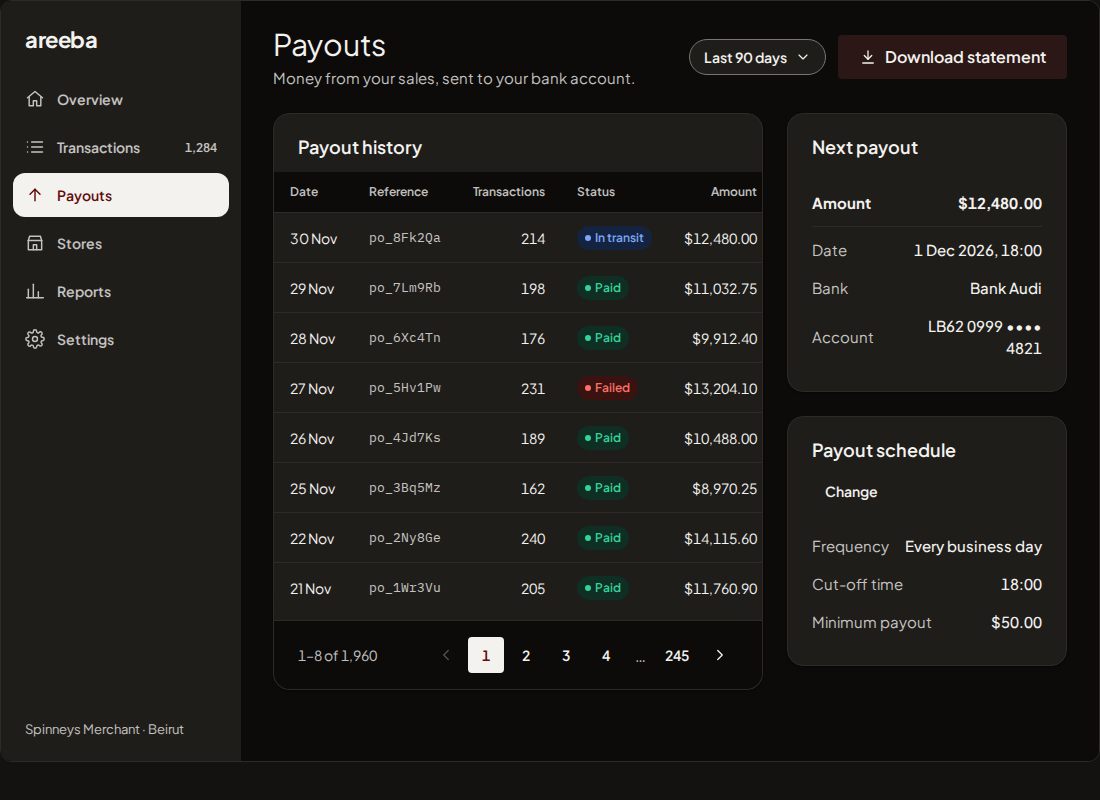 areeba
Overview
Transactions 1,284
Payouts
Stores
Reports
Settings
Spinneys Merchant · Beirut
Payouts
Money from your sales, sent to your bank account.
Last 90 days
Download statement
Payout history
Date Reference Transactions Status Amount
30 Nov po_8Fk2Qa 214 In transit $12,480.00
29 Nov po_7Lm9Rb 198 Paid $11,032.75
28 Nov po_6Xc4Tn 176 Paid $9,912.40
27 Nov po_5Hv1Pw 231 Failed $13,204.10
26 Nov po_4Jd7Ks 189 Paid $10,488.00
25 Nov po_3Bq5Mz 162 Paid $8,970.25
22 Nov po_2Ny8Ge 240 Paid $14,115.60
21 Nov po_1Wr3Vu 205 Paid $11,760.90
1–8 of 1,960 1 2 3 4 … 245
Next payout
Amount $12,480.00
Date 1 Dec 2026, 18:00
Bank Bank Audi
Account LB62 0999 ••••
4821
Payout schedule
Change
Frequency Every business day
Cut-off time 18:00
Minimum payout $50.00